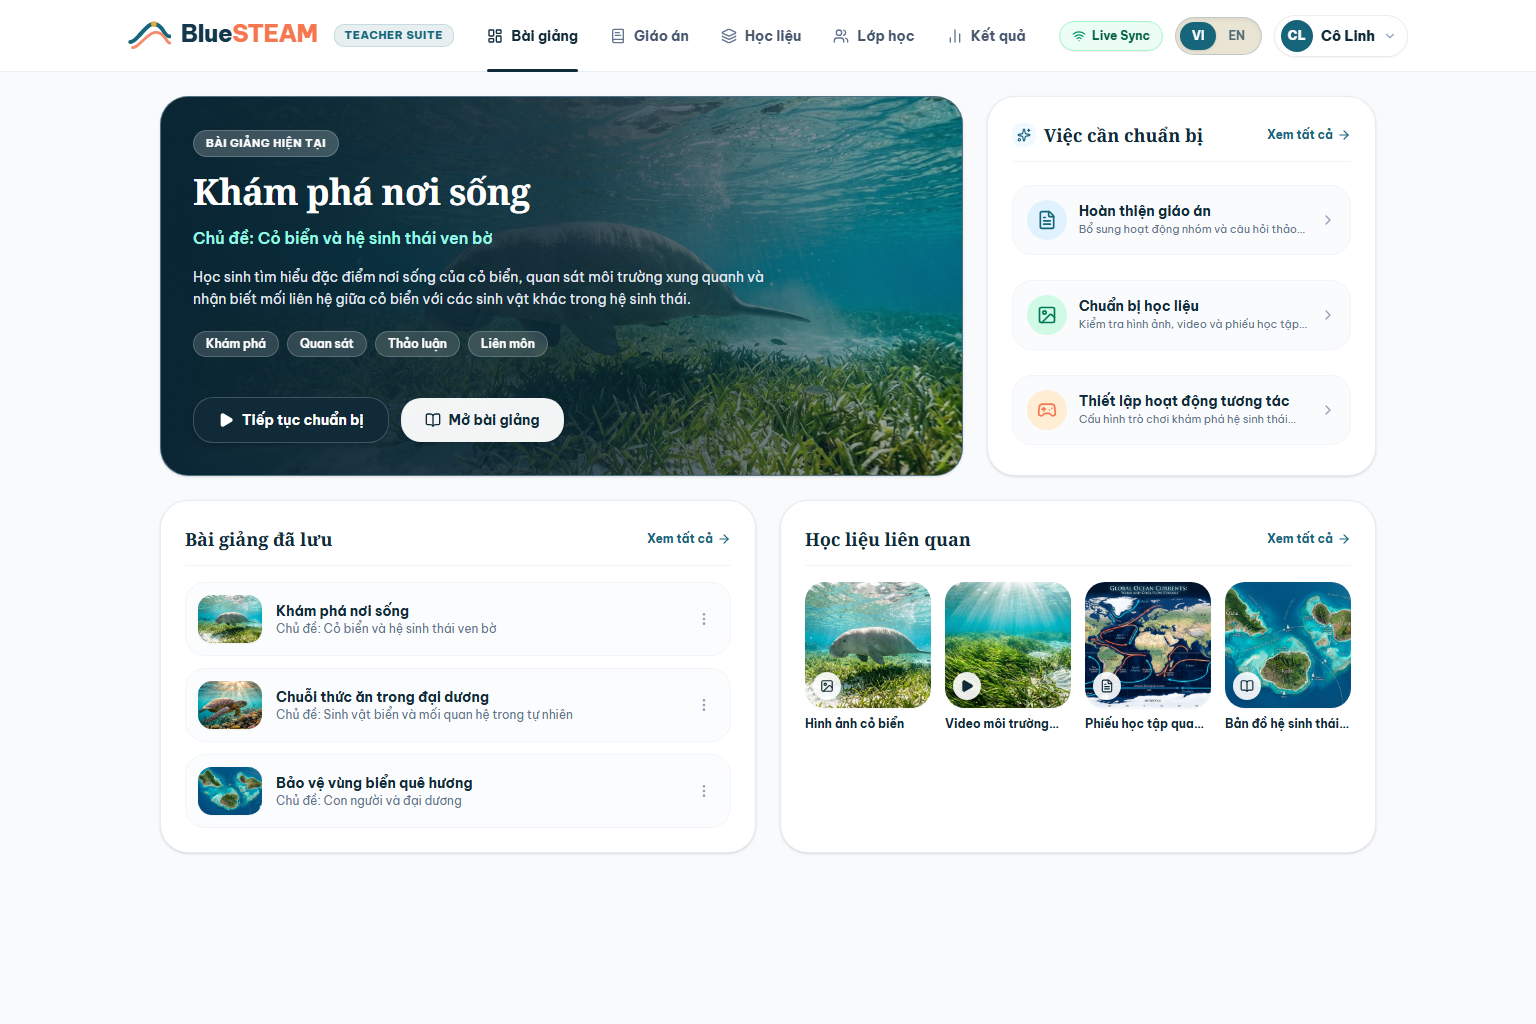 BlueSTEAM
TEACHER SUITE
Bài giảng
Giáo án
Học liệu
Lớp học
Kết quả
Live Sync
VI
EN
CL
Cô Linh
BÀI GIẢNG HIỆN TẠI
Khám phá nơi sống
Chủ đề: Cỏ biển và hệ sinh thái ven bờ
Học sinh tìm hiểu đặc điểm nơi sống của cỏ biển, quan sát môi trường xung quanh và
nhận biết mối liên hệ giữa cỏ biển với các sinh vật khác trong hệ sinh thái.
Khám phá
Quan sát
Thảo luận
Liên môn
Tiếp tục chuẩn bị
Mở bài giảng
Việc cần chuẩn bị
Xem tất cả
Hoàn thiện giáo án
Bổ sung hoạt động nhóm và câu hỏi thảo...
Chuẩn bị học liệu
Kiểm tra hình ảnh, video và phiếu học tập...
Thiết lập hoạt động tương tác
Cấu hình trò chơi khám phá hệ sinh thái...
Bài giảng đã lưu
Xem tất cả
Khám phá nơi sống
Chủ đề: Cỏ biển và hệ sinh thái ven bờ
Chuỗi thức ăn trong đại dương
Chủ đề: Sinh vật biển và mối quan hệ trong tự nhiên
Bảo vệ vùng biển quê hương
Chủ đề: Con người và đại dương
Học liệu liên quan
Xem tất cả
GLOBAL OCEAN CURRENTS:
Hình ảnh cỏ biển
Video môi trường...
Phiếu học tập qua...
Bản đồ hệ sinh thái...